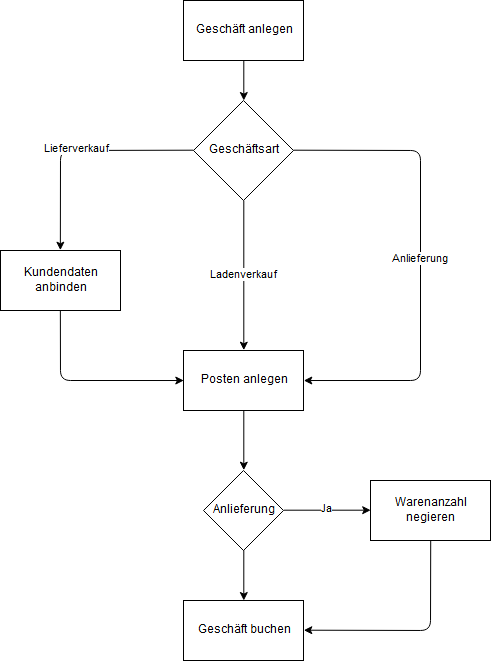 Geschäft anlegen
Geschäftsart
Lieferverkauf
Kundendaten
anbinden
Ladenverkauf
Anlieferung
Posten anlegen
Anlieferung
Ja
Warenanzahl
negieren
Geschäft buchen